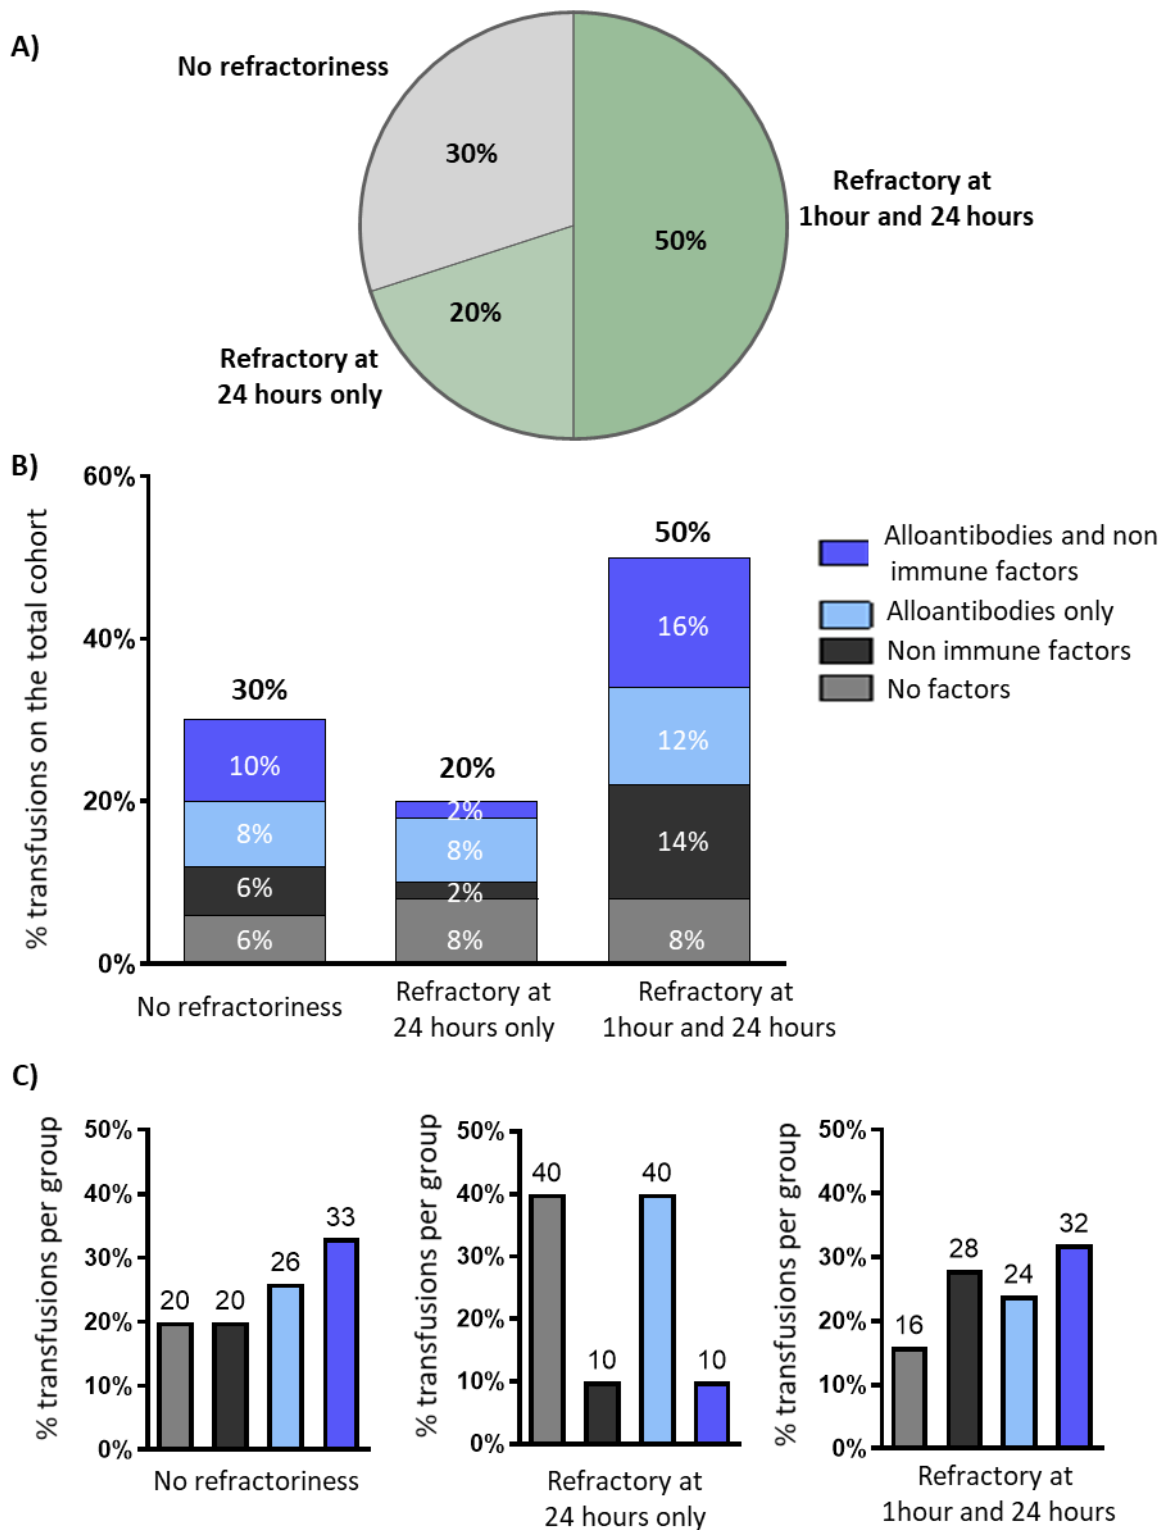 A)
No refractoriness
30%
Refractory at
1hour and 24 hours
50%
20%
Refractory at
24 hours only
B)
% transfusions on the total cohort
60%
40%
20%
0%
30%
10%
8%
6%
6%
20%
2%
8%
2%
8%
50%
16%
12%
14%
8%
No refractoriness
Refractory at
24 hours only
Refractory at
1hour and 24 hours
Alloantibodies and non
immune factors
Alloantibodies only
Non immune factors
No factors
C)
% transfusions per group
50%
40%
30%
20%
10%
0%
20
20
26
33
No refractoriness
% transfusions per group
50%
40%
30%
20%
10%
0%
40
10
40
10
Refractory at
24 hours only
% transfusions per group
50%
40%
30%
20%
10%
0%
16
28
24
32
Refractory at
1hour and 24 hours